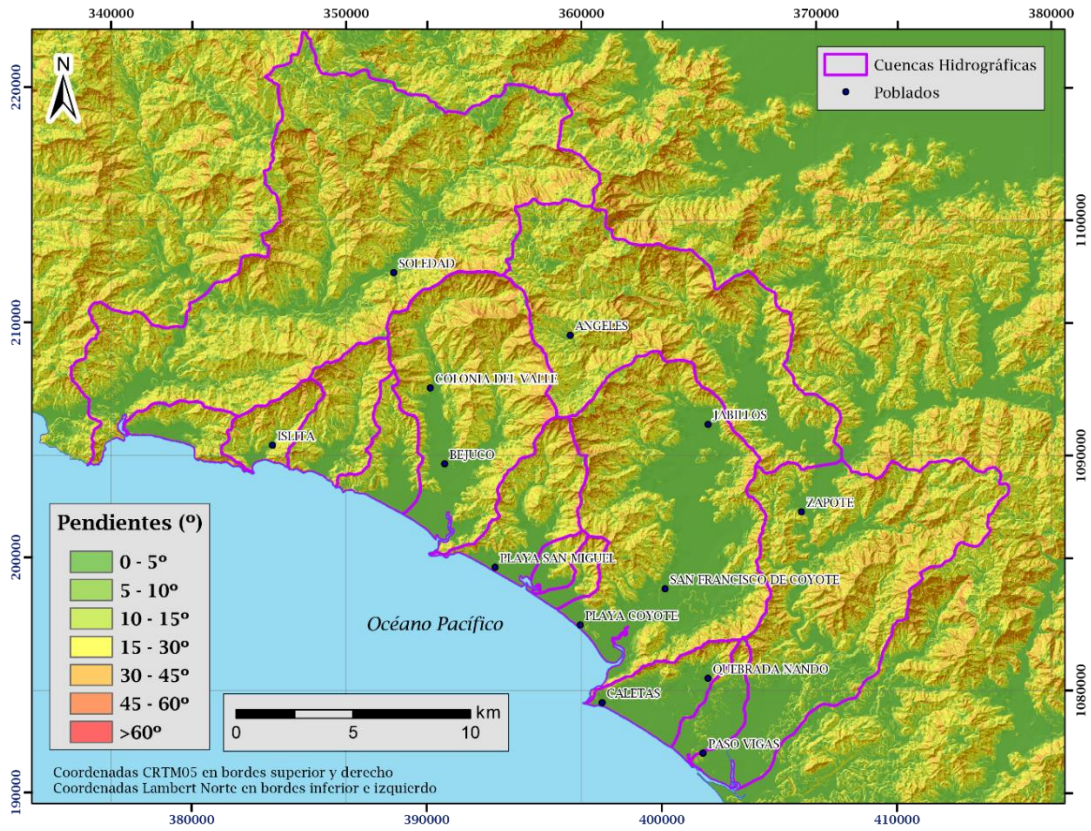 340000 350000 360000 370000 380000
N
Cuencas Hidrográficas
Poblados
220000
1100000
SOLEDAD
210000
ANGELES
COLONIA DEL VALLE
JABILLOS
ISLITA
BEJUCO
1090000
ZAPOTE
Pendientes (º)
0 - 5º
5 - 10º
10 - 15º
15 - 30º
30 - 45º
45 - 60º
>60º
2000000
PLAYA SAN MIGUEL
SAN FRANCISCO DE COYOTE
Océano Pacífico
PLAYA COYOTE
QUEBRADA NANDO
1080000
CALETAS
km
0 5 10
PASO VIGAS
Coordenadas CRTM05 en bordes superior y derecho
Coordenadas Lambert Norte en bordes inferior e izquierdo
190000
380000 390000 400000 410000